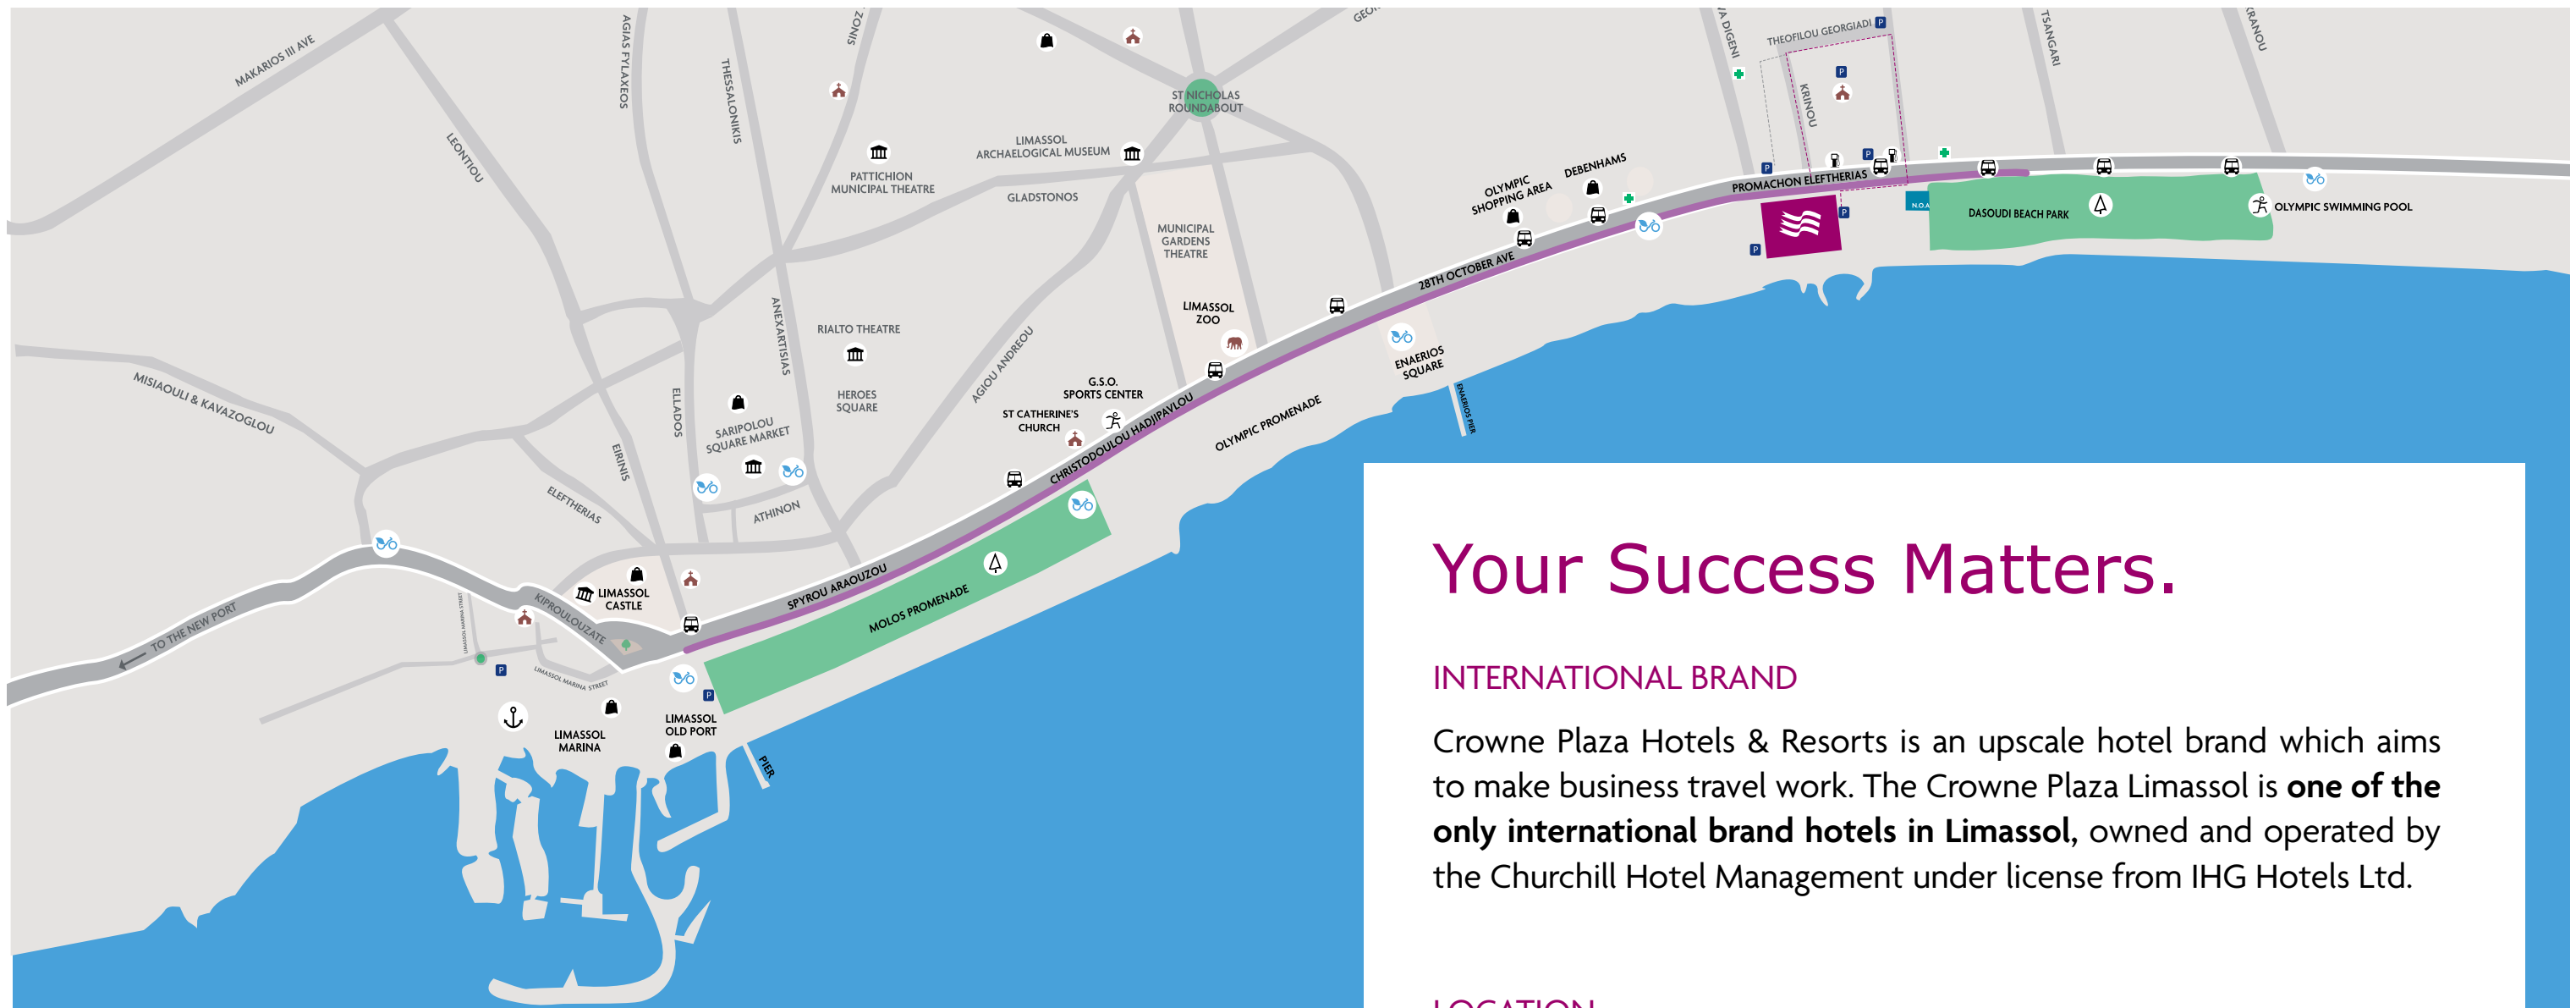 MAKARIOS III AVE
LEONTIOU
AGIAS FYLAXEOS
THESSALONIKIS
ST NICHOLAS
ROUNDABOUT
LIMASSOL
ARCHAELOGICAL MUSEUM
PATTICHION
MUNICIPAL THEATRE
GLADSTONOS
MUNICIPAL
GARDENS
THEATRE
LIMASSOL
ZOO
THEOFILOU GEORGIADI
P
P
KRINOU
P
P
P
P
TSANGARI
OLYMPIC
SHOPPING AREA
DEBENHAMS
PROMACHON ELEFTHERIAS
N.O.A
DASOUDI BEACH PARK
OLYMPIC SWIMMING POOL
28TH OCTOBER AVE
ENAERIOS
SQUARE
ENAERIOS PIER
OLYMPIC PROMENADE
MISIAOULI & KAVAZOGLOU
ANEXARTISIAS
RIALTO THEATRE
HEROES
SQUARE
AGIOU ANDREOU
G.S.O.
SPORTS CENTER
ST CATHERINE'S
CHURCH
CHRISTODOULOU HADJIPAVLOU
ELLADOS
SARIPOLOU
SQUARE MARKET
EIRINIS
ELEFTHERIAS
ATHINON
LIMASSOL
CASTLE
SPYROU ARAOUZOU
MOLOS PROMENADE
KIPROULOUZATE
TO THE NEW PORT
LIMASSOL MARINA STREET
LIMASSOL MARINA STREET
P
P
LIMASSOL
MARINA
LIMASSOL
OLD PORT
PIER
Your Success Matters.
INTERNATIONAL BRAND
Crowne Plaza Hotels & Resorts is an upscale hotel brand which aims
to make business travel work. The Crowne Plaza Limassol is one of the
only international brand hotels in Limassol, owned and operated by
the Churchill Hotel Management under license from IHG Hotels Ltd.
LOCATION